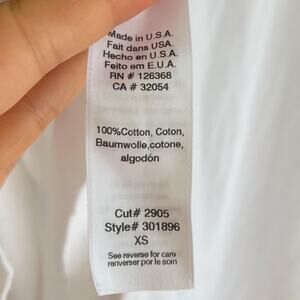 Made in U.S.A.
Fait dans USA.
Hecho en U.S.A.
Feito em E.U.A.
RN # 126368
CA # 32054
100%Cotton, Coton,
Baumwolle,cotone,
algodón
Cut# 2905
Style# 301896
XS
See reverse for care
renverser por le soin